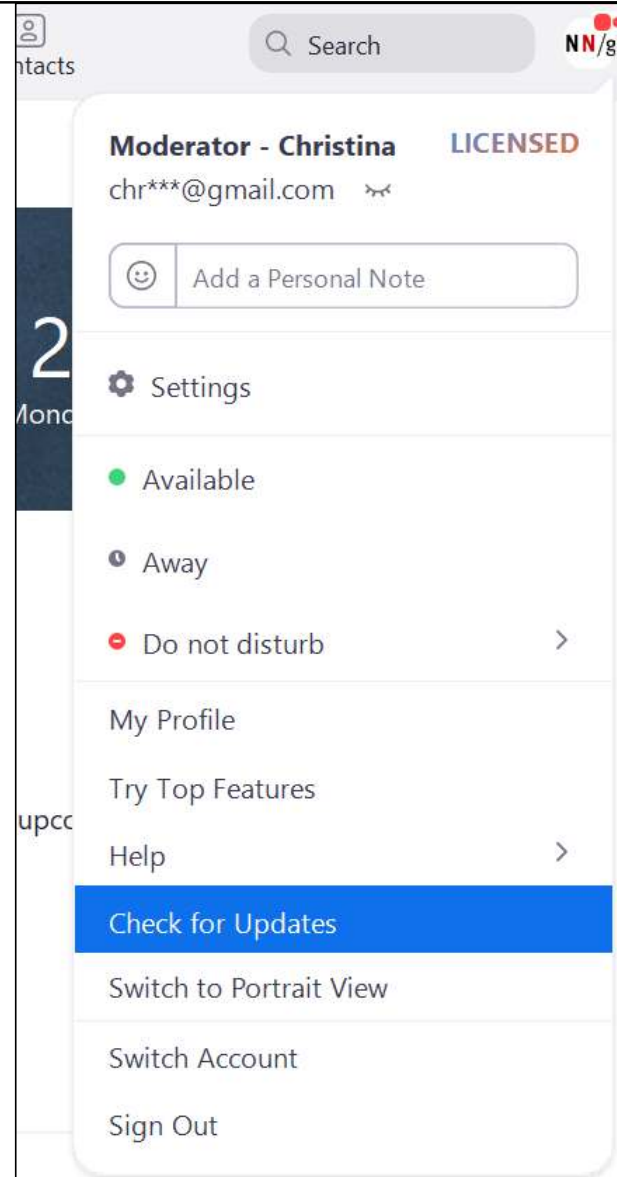 ntacts
Search
NN/g
Moderator - Christina LICENSED
chr***@gmail.com
Add a Personal Note
2
Mond
Settings
Available
Away
Do not disturb
My Profile
Try Top Features
upco
Help
Check for Updates
Switch to Portrait View
Switch Account
Sign Out